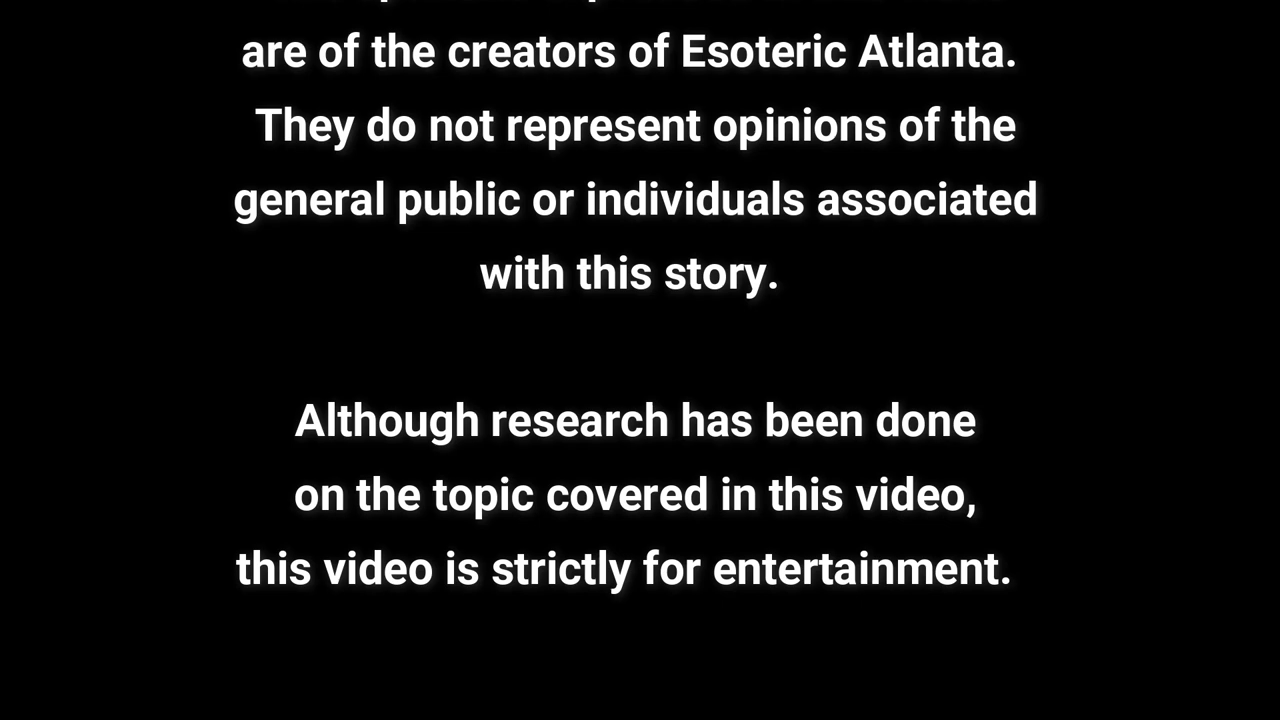 are of the creators of Esoteric Atlanta.
They do not represent opinions of the
general public or individuals associated
with this story.
Although research has been done
on the topic covered in this video,
this video is strictly for entertainment.